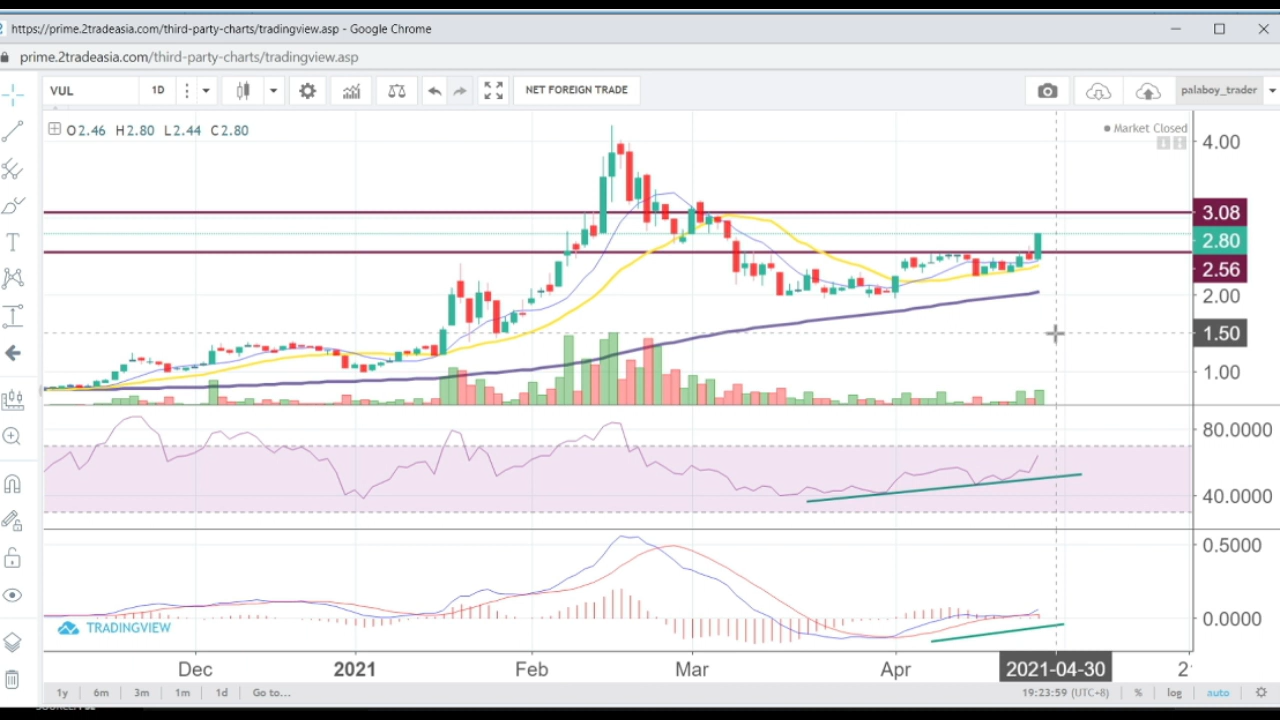 https://prime.2tradeasia.com/third-party-charts/tradingview.asp - Google Chrome
prime.2tradeasia.com/third-party-charts/tradingview.asp
VUL 1D NET FOREIGN TRADE palaboy_trader
O2.46 H2.80 L2.44 C2.80 Market Closed
4.00
3.08
2.80
2.56
2.00
1.50
1.00
80.0000
40.0000
0.5000
0.0000
TRADINGVIEW
Dec 2021 Feb Mar Apr 2021-04-30 2
1y 6m 3m 1m 1d Go to... 19:23:59 (UTC+8) % log auto